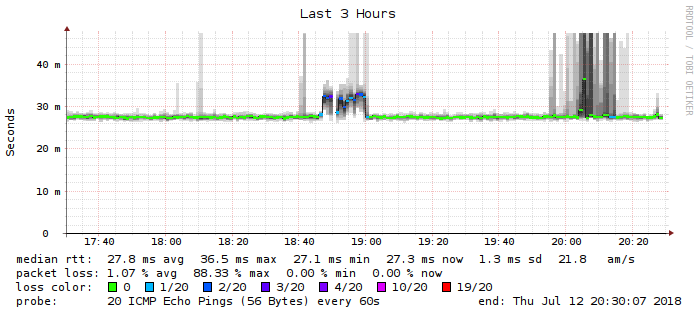 Last 3 Hours
RRDTOOL / TOBI OETIKER
Seconds
40 m
30 m
20 m
10 m
0
17:40 18:00 18:20 18:40 19:00 19:20 19:40 20:00 20:20
median rtt: 27.8 ms avg 36.5 ms max 27.1 ms min 27.3 ms now 1.3 ms sd 21.8 am/s
packet loss: 1.07 % avg 88.33 % max 0.00 % min 0.00 % now
loss color: 0 1/20 2/20 3/20 4/20 10/20 19/20
probe: 20 ICMP Echo Pings (56 Bytes) every 60s end: Thu Jul 12 20:30:07 2018